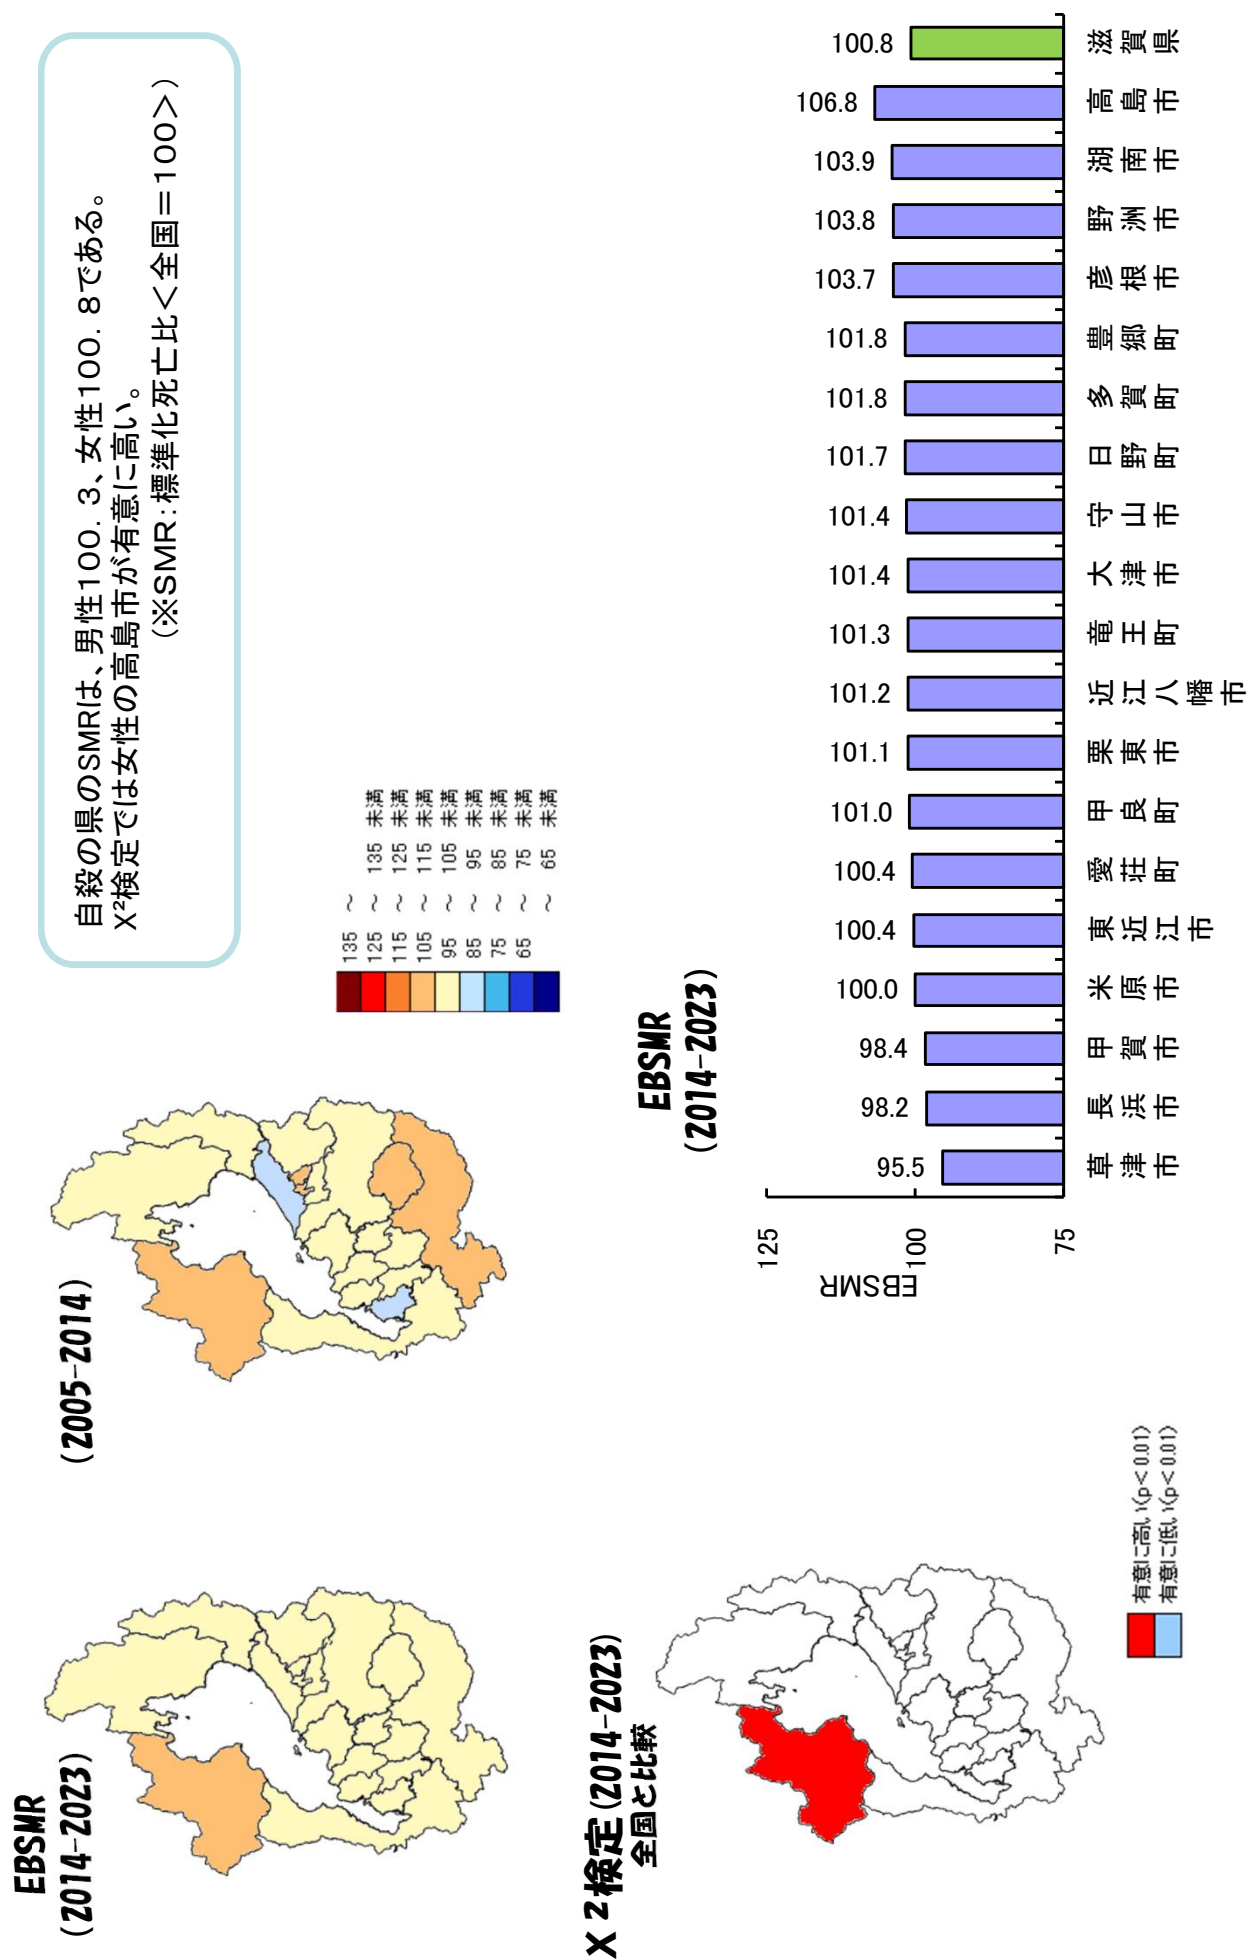 EBSMR
(2014-2023)
(2005-2014)
135 ～
125 ～ 135 未満
115 ～ 125 未満
105 ～ 115 未満
95 ～ 105 未満
85 ～ 95 未満
75 ～ 85 未満
65 ～ 75 未満
～ 65 未満
自殺の県のSMRは、男性100．3、女性100．8である。
X²検定では女性の高島市が有意に高い。
（※SMR：標準化死亡比＜全国＝100＞）
X²検定(2014-2023)
全国と比較
有意に高い(p<0.01)
有意に低い(p<0.01)
EBSMR
(2014-2023)
EBSMR
125
100
75
95.5
98.2
98.4
100.0
100.4
100.4
101.0
101.1
101.2
101.3
101.4
101.4
101.7
101.8
101.8
103.7
103.8
103.9
106.8
100.8
草津市
長浜市
甲賀市
米原市
東近江市
愛荘町
甲良町
栗東市
近江八幡市
竜王町
大津市
守山市
日野町
多賀町
豊郷町
彦根市
野洲市
湖南市
高島市
滋賀県